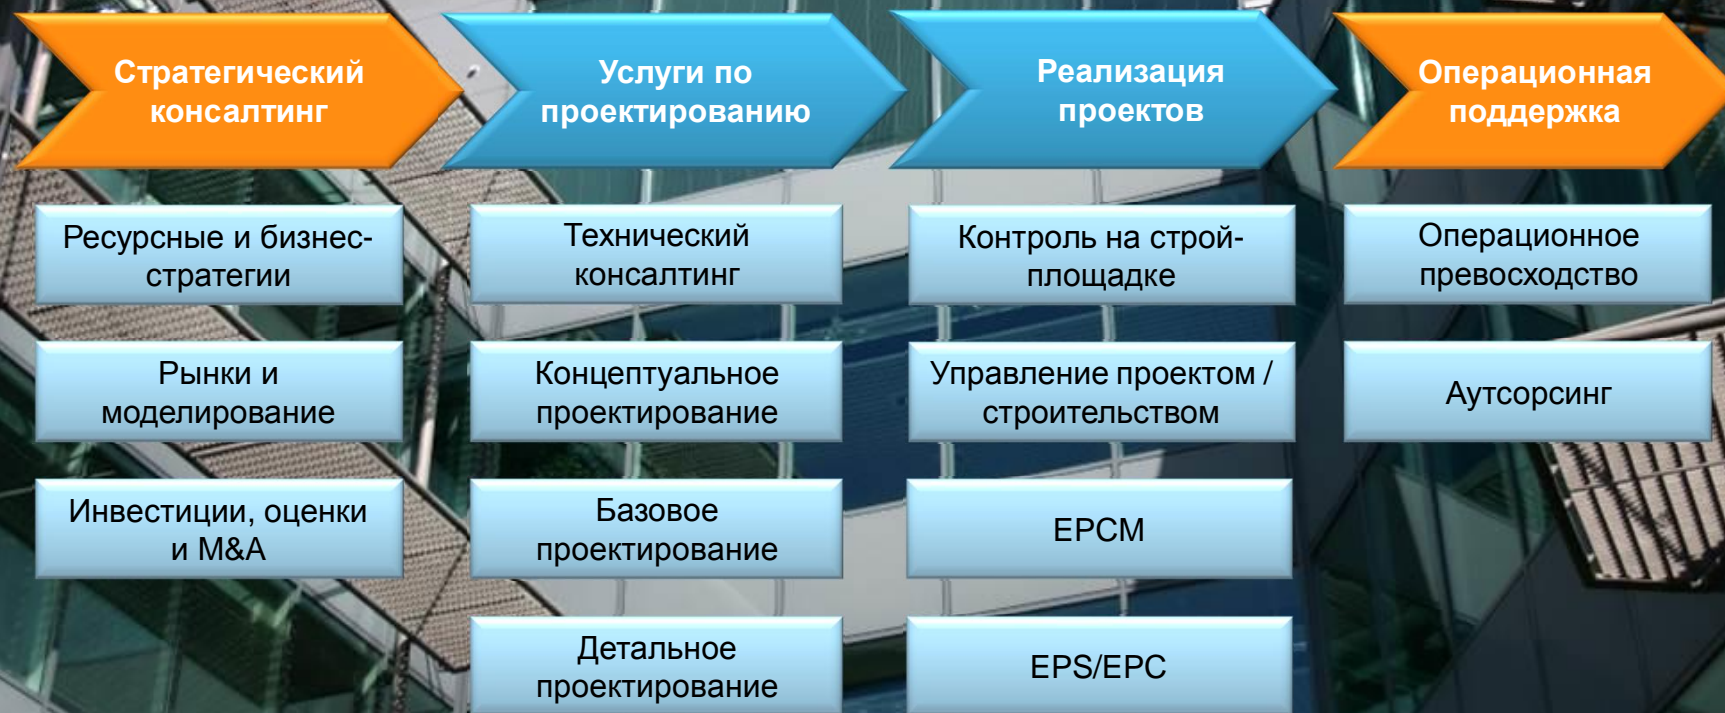 Стратегический
консалтинг
Услуги по
проектированию
Реализация
проектов
Операционная
поддержка
Ресурсные и бизнес-
стратегии
Технический
консалтинг
Контроль на строй-
площадке
Операционное
превосходство
Рынки и
моделирование
Концептуальное
проектирование
Управление проектом /
строительством
Аутсорсинг
Инвестиции, оценки
и M&A
Базовое
проектирование
EPCM
Детальное
проектирование
EPS/EPC